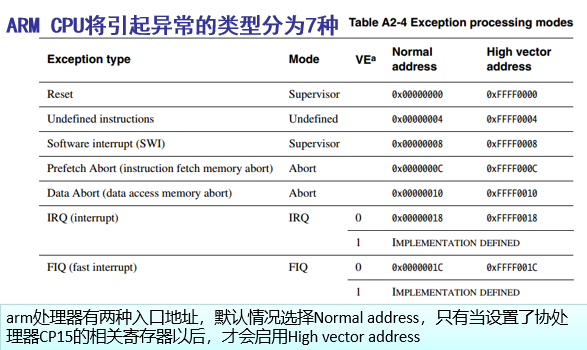 ARM CPU将引起异常的类型分为7种 Table A2-4 Exception processing modes
Exception type Mode VEᵃ Normal address High vector address
Reset Supervisor 0x00000000 0xFFFF0000
Undefined instructions Undefined 0x00000004 0xFFFF0004
Software interrupt (SWI) Supervisor 0x00000008 0xFFFF0008
Prefetch Abort (instruction fetch memory abort) Abort 0x0000000C 0xFFFF000C
Data Abort (data access memory abort) Abort 0x00000010 0xFFFF0010
IRQ (interrupt) IRQ 0 0x00000018 0xFFFF0018
1 IMPLEMENTATION DEFINED
FIQ (fast interrupt) FIQ 0 0x0000001C 0xFFFF001C
1 IMPLEMENTATION DEFINED
arm处理器有两种入口地址，默认情况选择Normal address，只有当设置了协处
理器CP15的相关寄存器以后，才会启用High vector address